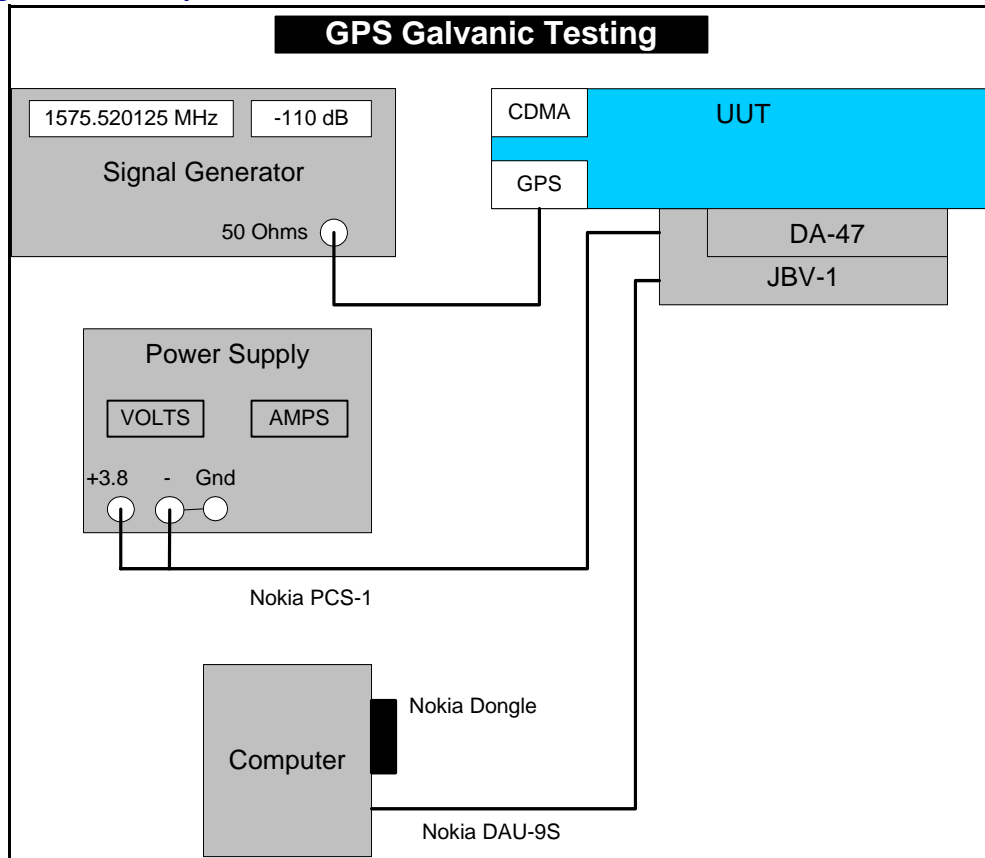 GPS Galvanic Testing
1575.520125 MHz
-110 dB
Signal Generator
50 Ohms
CDMA
UUT
GPS
DA-47
JBV-1
Power Supply
VOLTS
AMPS
+3.8
-
Gnd
Nokia PCS-1
Nokia Dongle
Computer
Nokia DAU-9S